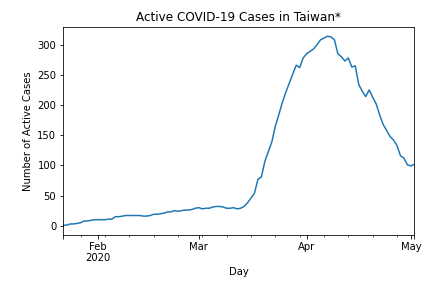 Active COVID-19 Cases in Taiwan*
Number of Active Cases
300
250
200
150
100
50
0
Feb
2020
Mar
Apr
May
Day